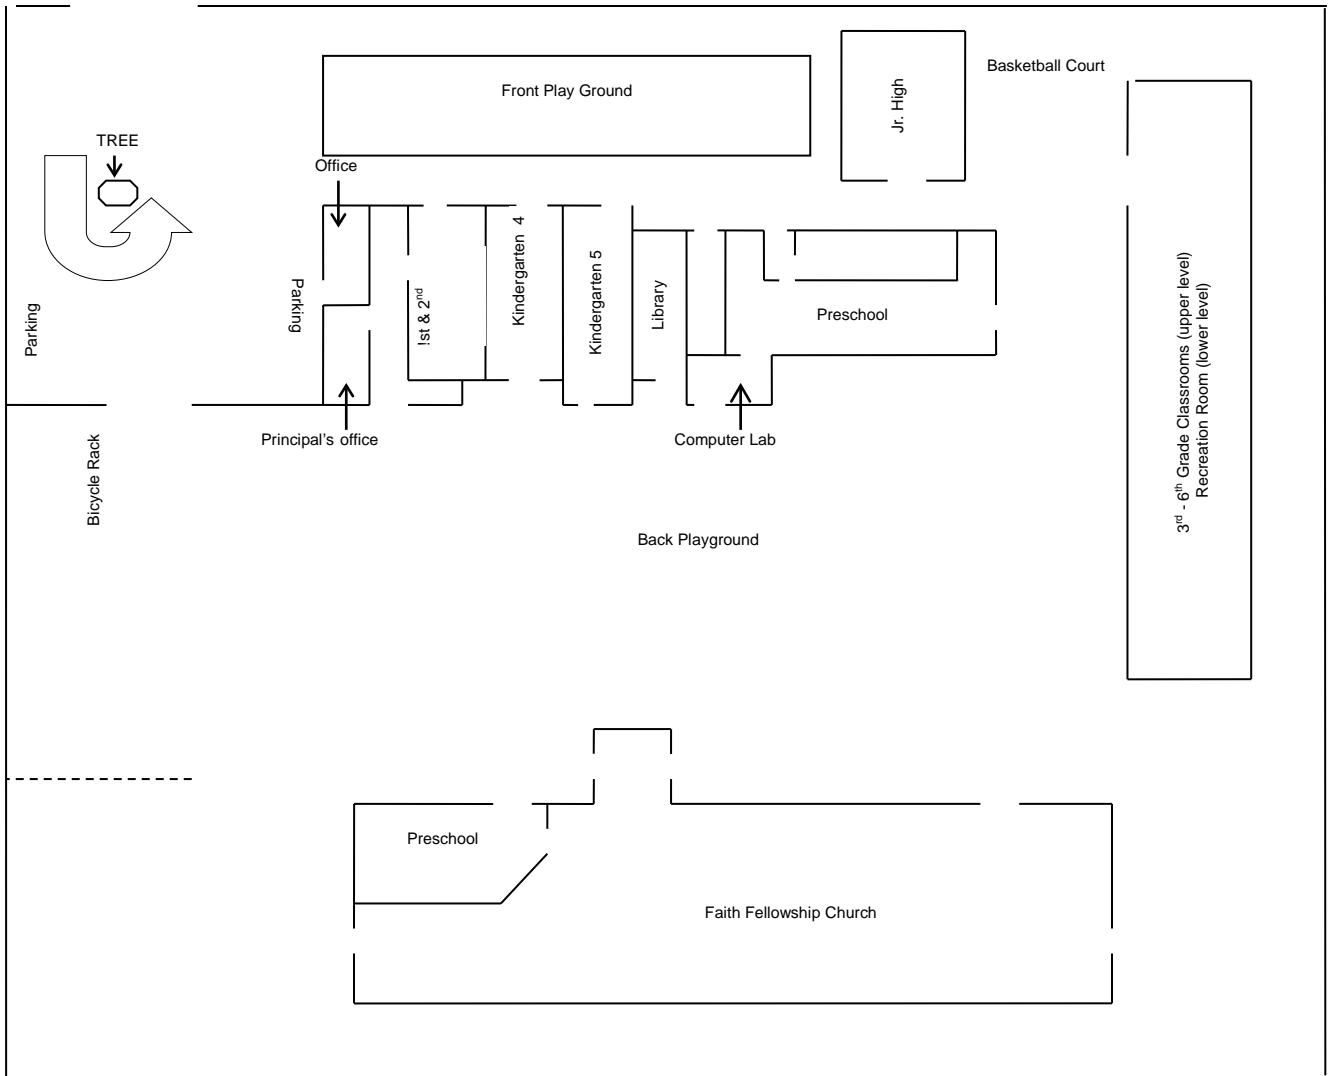 Basketball Court
Front Play Ground
Jr. High
TREE
Office
Parking
Parking
!st & 2nd
Kindergarten 4
Kindergarten 5
Library
Preschool
3rd - 6th Grade Classrooms (upper level)
Recreation Room (lower level)
Principal's office
Computer Lab
Bicycle Rack
Back Playground
Preschool
Faith Fellowship Church